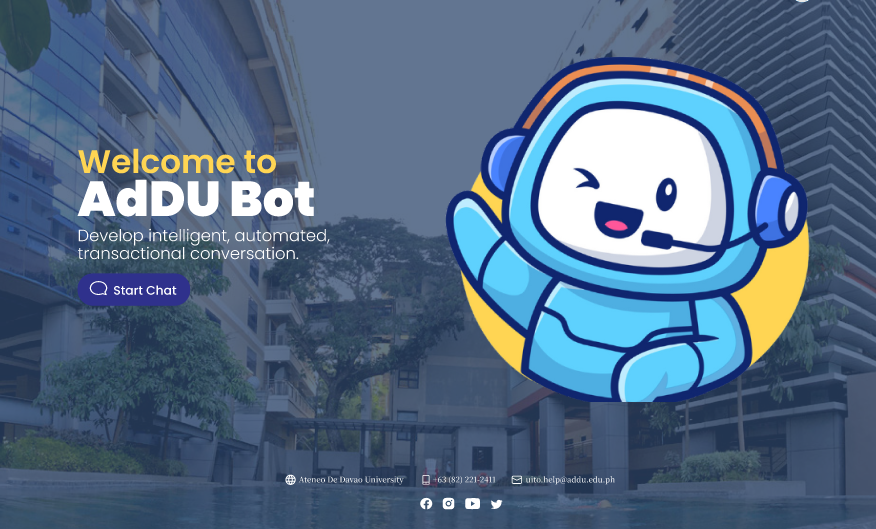 Welcome to
AdDU Bot
Develop intelligent, automated,
transactional conversation.
Start Chat
Ateneo De Davao University +63 (82) 221-2411 uito.help@addu.edu.ph